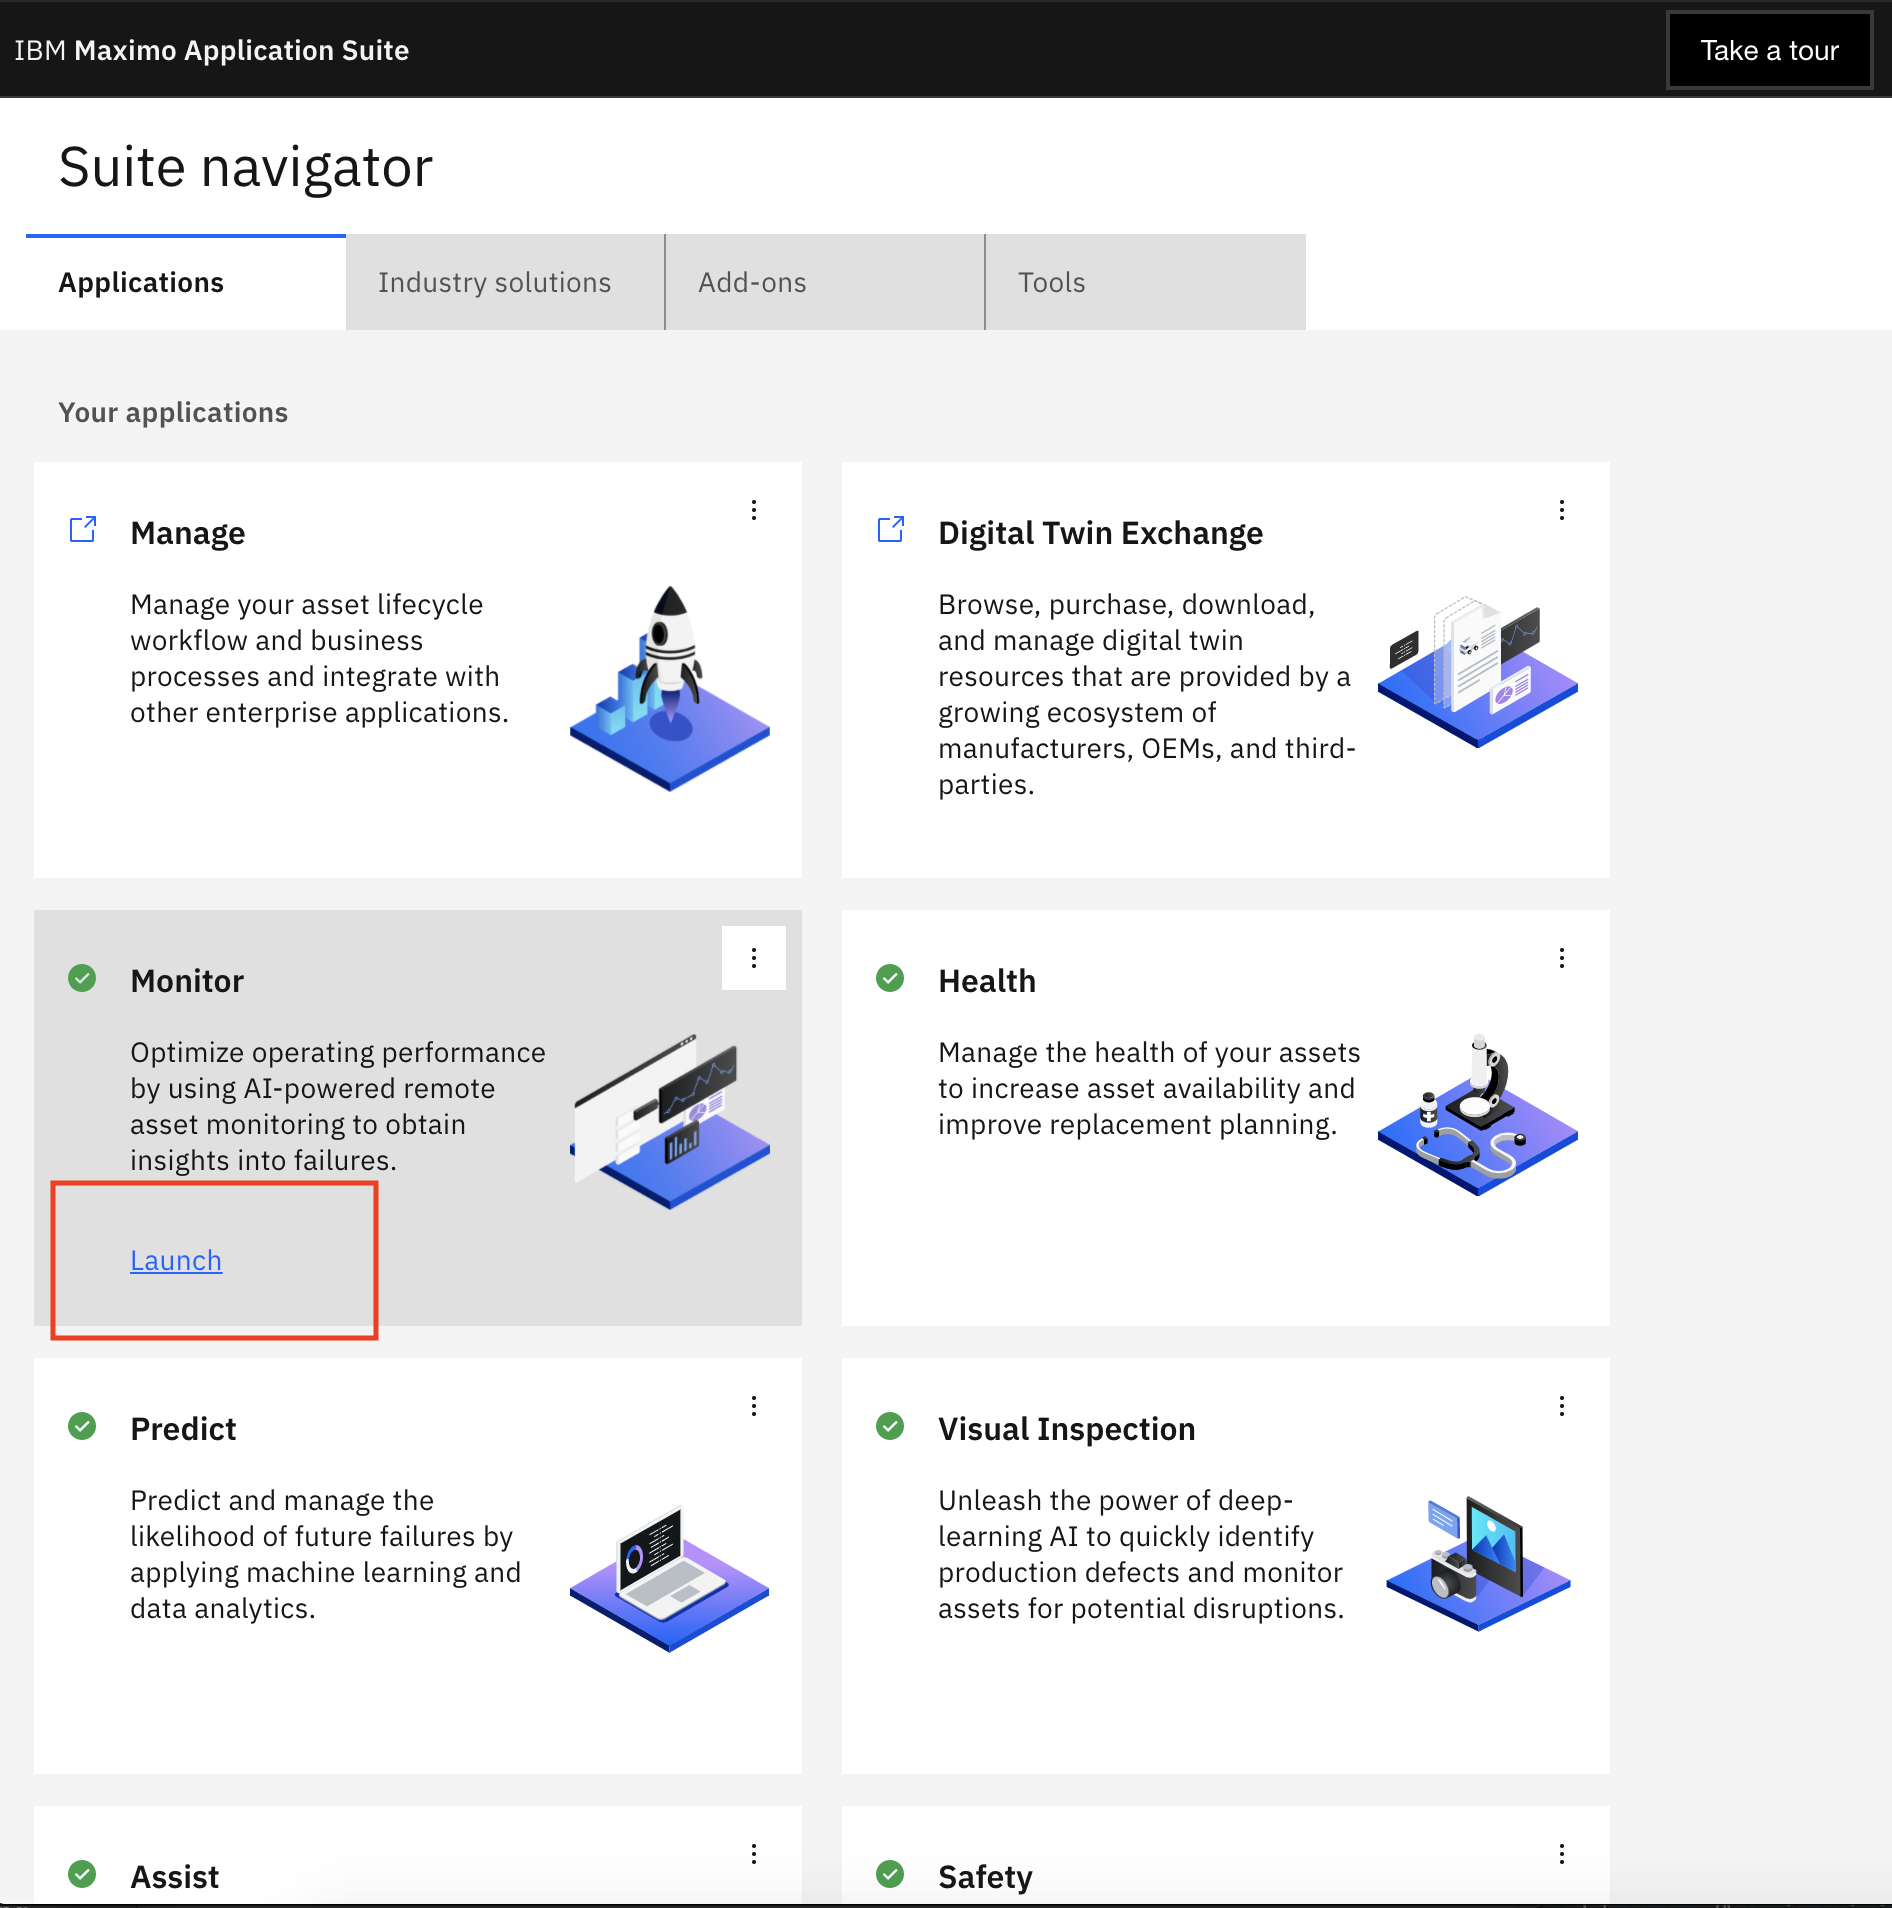 IBM Maximo Application Suite
Take a tour
Suite navigator
Applications
Industry solutions
Add-ons
Tools
Your applications
Manage
Manage your asset lifecycle
workflow and business
processes and integrate with
other enterprise applications.
Digital Twin Exchange
Browse, purchase, download,
and manage digital twin
resources that are provided by a
growing ecosystem of
manufacturers, OEMs, and third-
parties.
Monitor
Optimize operating performance
by using AI-powered remote
asset monitoring to obtain
insights into failures.
Launch
Health
Manage the health of your assets
to increase asset availability and
improve replacement planning.
Predict
Predict and manage the
likelihood of future failures by
applying machine learning and
data analytics.
Visual Inspection
Unleash the power of deep-
learning AI to quickly identify
production defects and monitor
assets for potential disruptions.
Assist
Safety